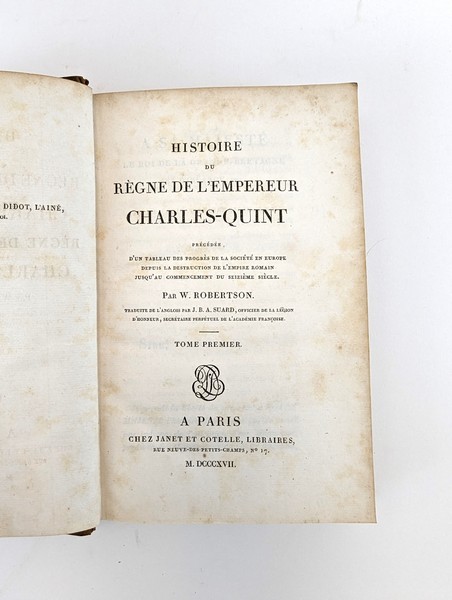 DIDOT, L'AINÉ,
OI.
HISTOIRE
DU
RÈGNE DE L'EMPEREUR
CHARLES-QUINT
PRÉCÉDÉE
D'UN TABLEAU DES PROGRÈS DE LA SOCIÉTÉ EN EUROPE
DEPUIS LA DESTRUCTION DE L'EMPIRE ROMAIN
JUSQU'AU COMMENCEMENT DU SEIZIÈME SIÈCLE.
PAR W. ROBERTSON.
TRADUITE DE L'ANGLOIS PAR J. B. A. SUARD, OFFICIER DE LA LÉGION
D'HONNEUR, SECRÉTAIRE PERPÉTUEL DE L'ACADÉMIE FRANÇOISE.
TOME PREMIER.
A PARIS
CHEZ JANET ET COTELLE, LIBRAIRES,
RUE NEUVE-DES-PETITS-CHAMPS, Nº 17.
M. DCCCXVII.